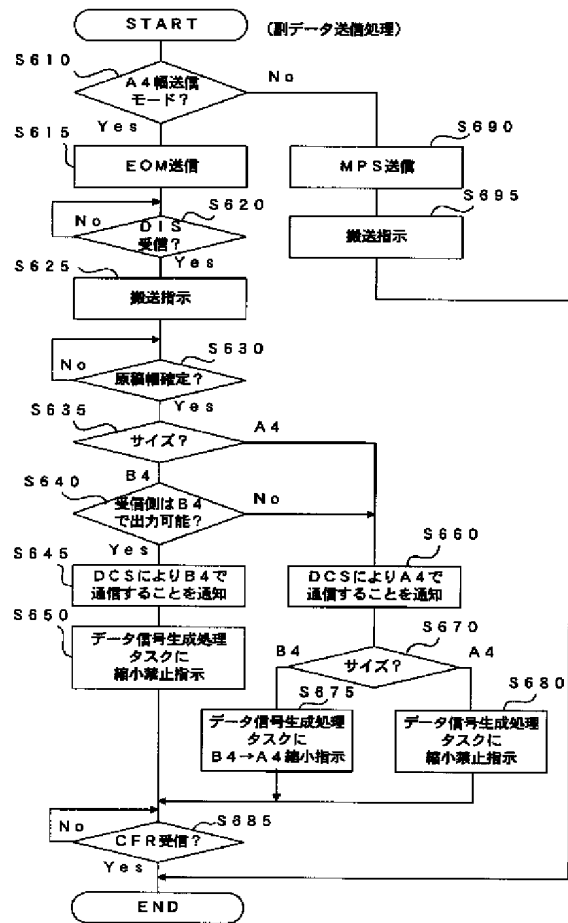 START
(副データ送信処理)
S610
A4幅送信
モード?
No
Yes
S615
EOM送信
S690
MPS送信
S620
No
DIS
受信?
Yes
S695
搬送指示
S625
搬送指示
S630
No
原稿幅確定?
Yes
S635
サイズ?
A4
B4
S640
受信側はB4
で出力可能?
No
Yes
S645
DCSによりB4で
通信することを通知
S660
DCSによりA4で
通信することを通知
S650
データ信号生成処理
タスクに
縮小禁止指示
S670
B4
サイズ?
A4
S675
データ信号生成処理
タスクに
B4→A4縮小指示
S680
データ信号生成処理
タスクに
縮小禁止指示
S685
No
CFR受信?
Yes
END